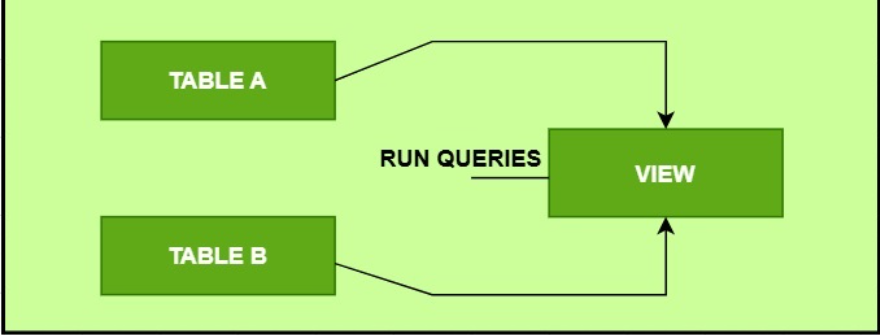 TABLE A
RUN QUERIES
VIEW
TABLE B